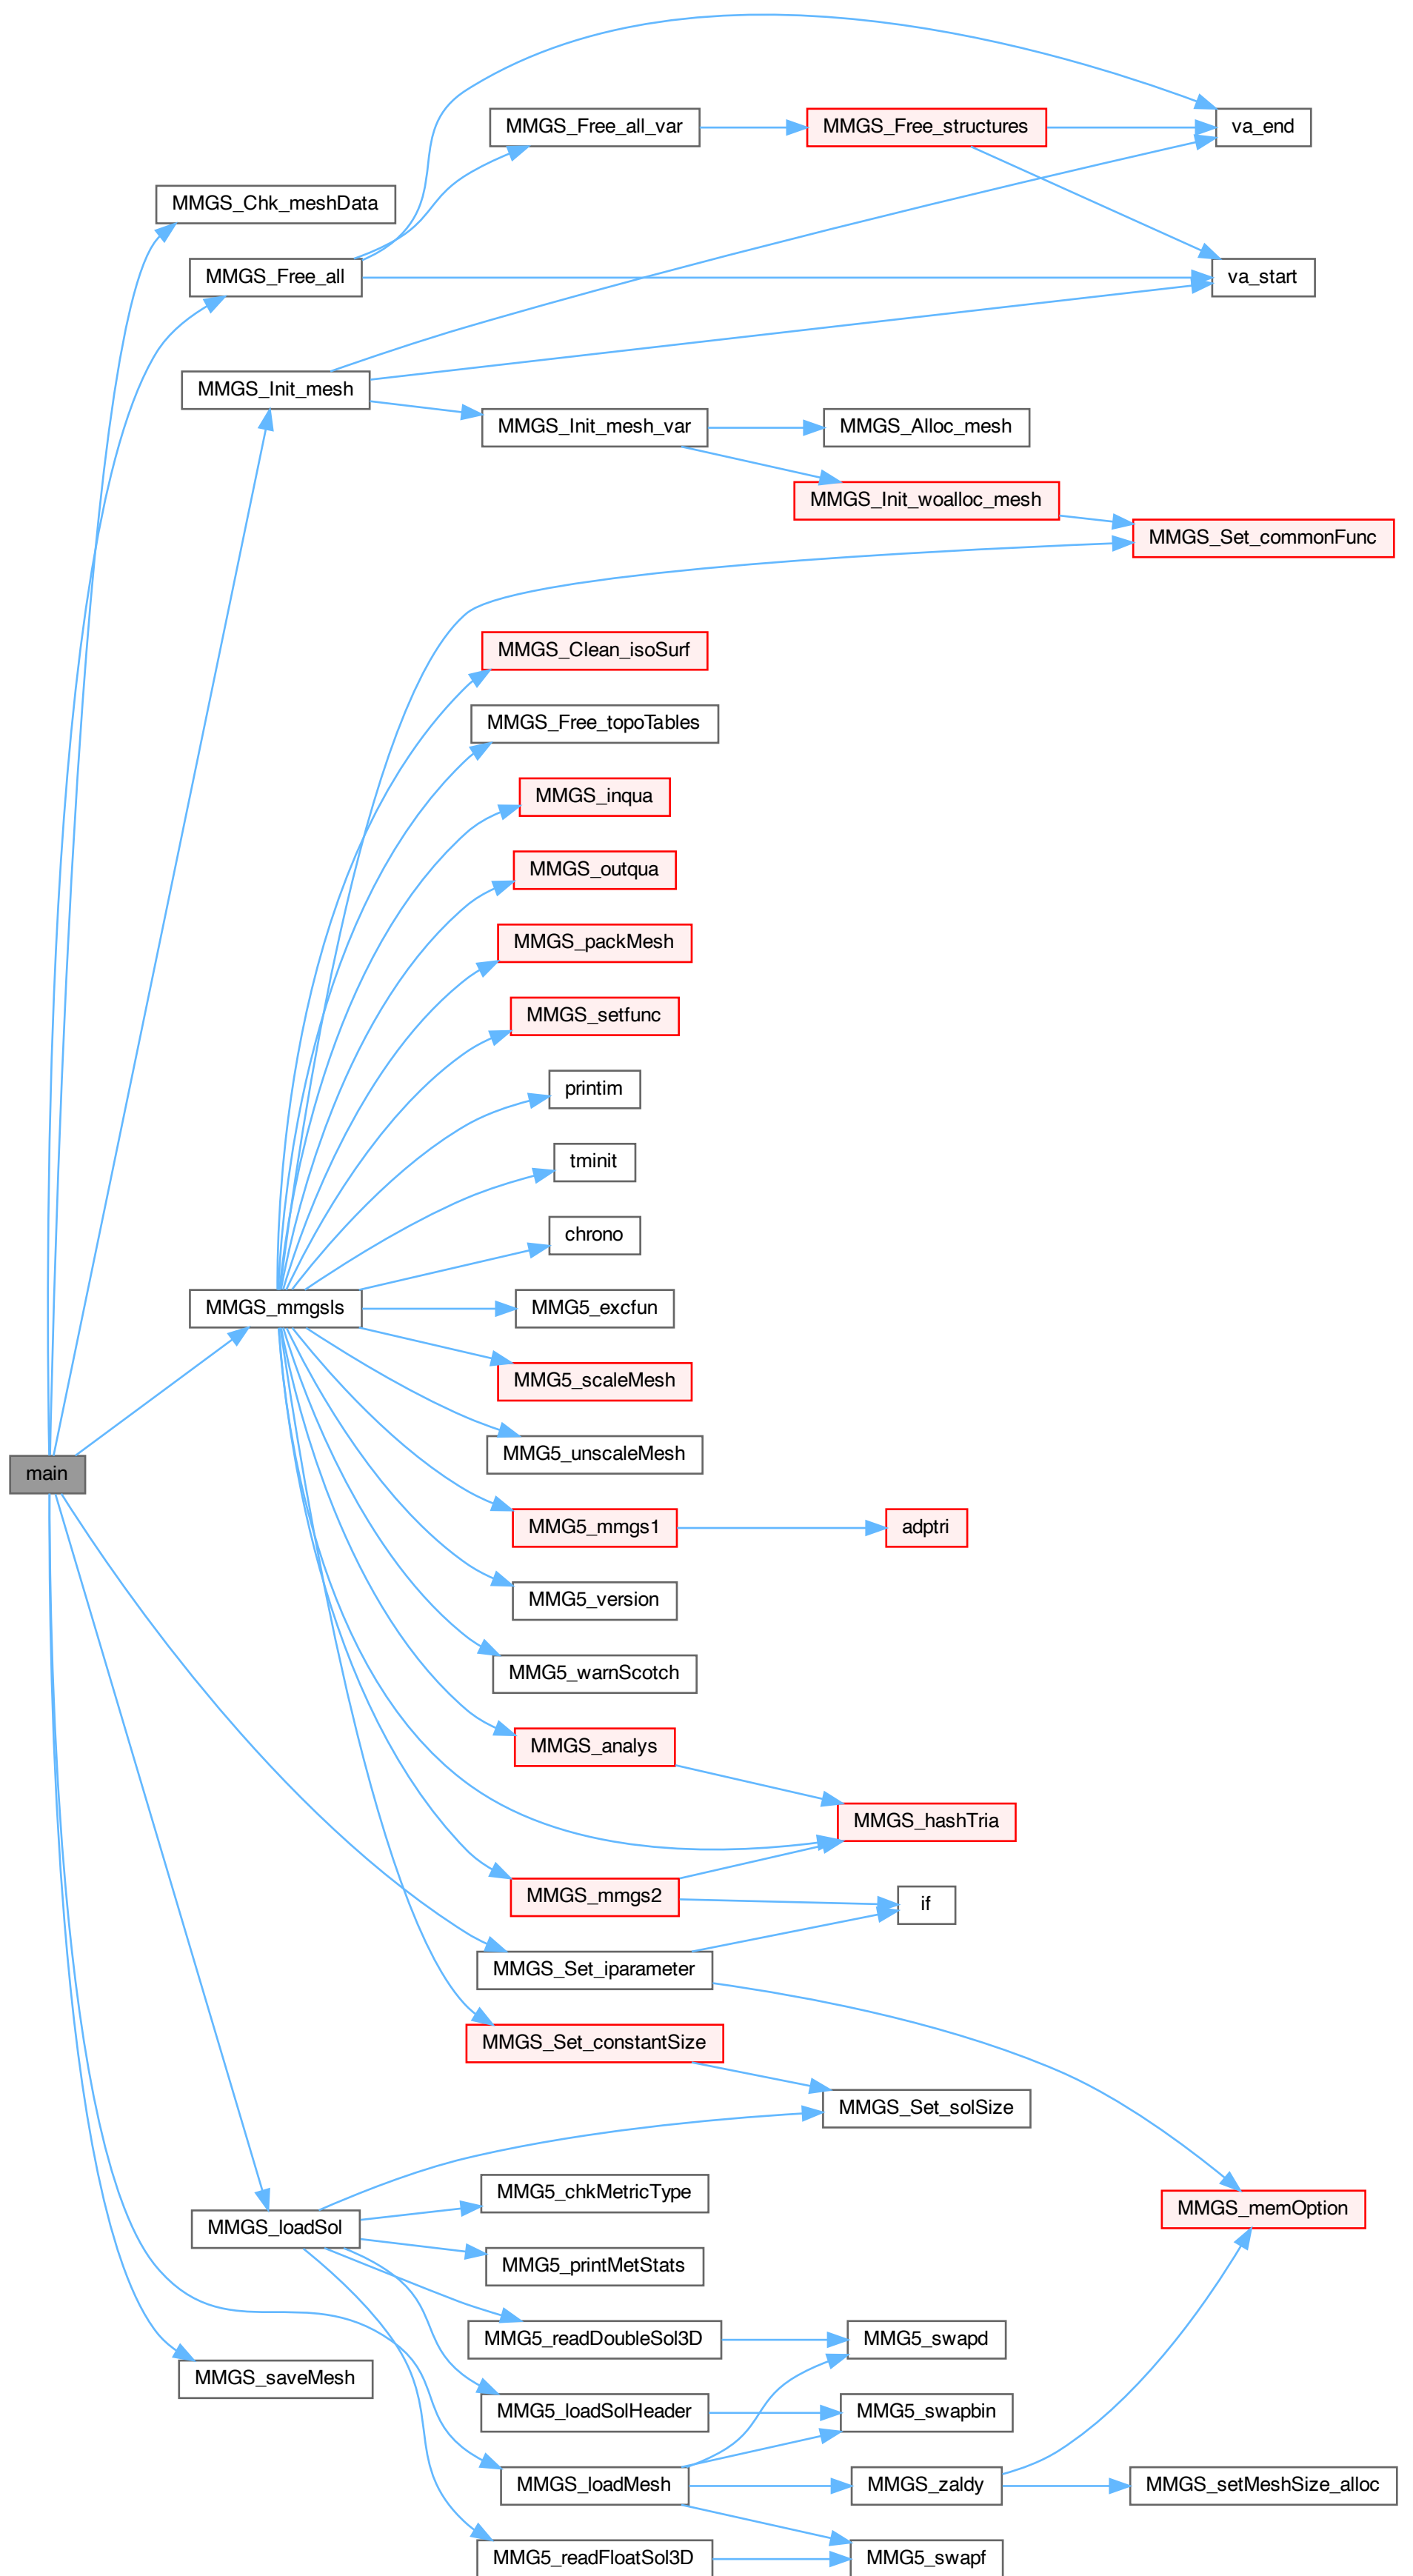 MMGS_Free_all_var
MMGS_Free_structures
va_end
MMGS_Chk_meshData
MMGS_Free_all
va_start
MMGS_Init_mesh
MMGS_Init_mesh_var
MMGS_Alloc_mesh
MMGS_Init_woalloc_mesh
MMGS_Set_commonFunc
MMGS_Clean_isoSurf
MMGS_Free_topoTables
MMGS_inqua
MMGS_outqua
MMGS_packMesh
MMGS_setfunc
printim
tminit
chrono
MMGS_mmgsls
MMG5_excfun
MMG5_scaleMesh
MMG5_unscaleMesh
main
MMG5_mmgs1
adptri
MMG5_version
MMG5_warnScotch
MMGS_analys
MMGS_hashTria
MMGS_mmgs2
if
MMGS_Set_iparameter
MMGS_Set_constantSize
MMGS_Set_solSize
MMG5_chkMetricType
MMGS_memOption
MMGS_loadSol
MMG5_printMetStats
MMG5_readDoubleSol3D
MMG5_swapd
MMGS_saveMesh
MMG5_loadSolHeader
MMG5_swapbin
MMGS_loadMesh
MMGS_zaldy
MMGS_setMeshSize_alloc
MMG5_readFloatSol3D
MMG5_swapf